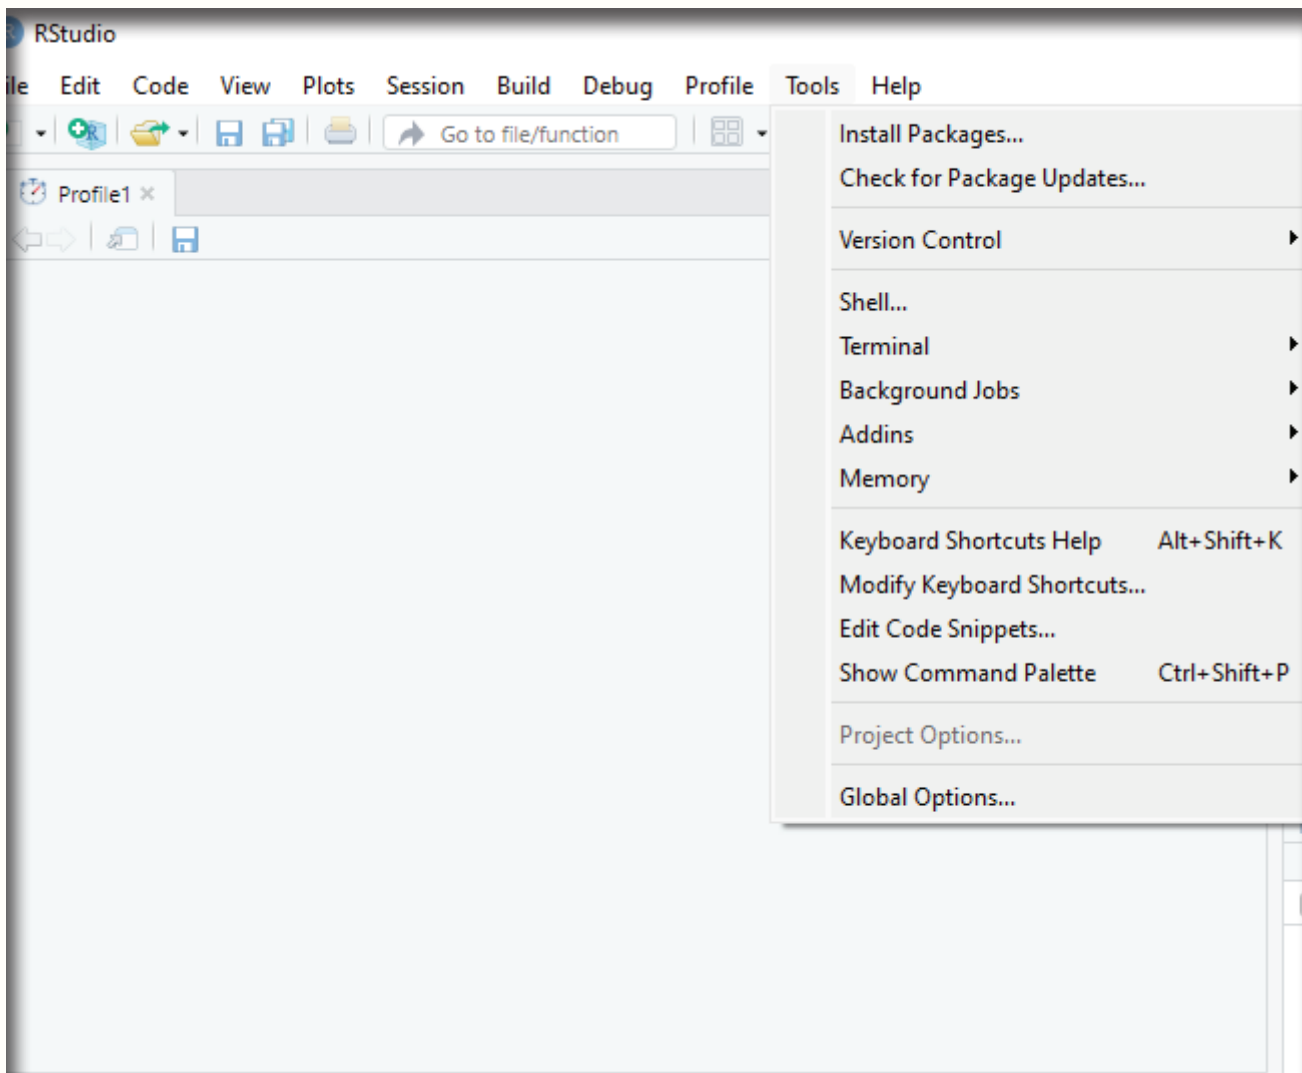 RStudio
ile Edit Code View Plots Session Build Debug Profile Tools Help
Go to file/function
Profile1
Install Packages...
Check for Package Updates...
Version Control
Shell...
Terminal
Background Jobs
Addins
Memory
Keyboard Shortcuts Help Alt+Shift+K
Modify Keyboard Shortcuts...
Edit Code Snippets...
Show Command Palette Ctrl+Shift+P
Project Options...
Global Options...